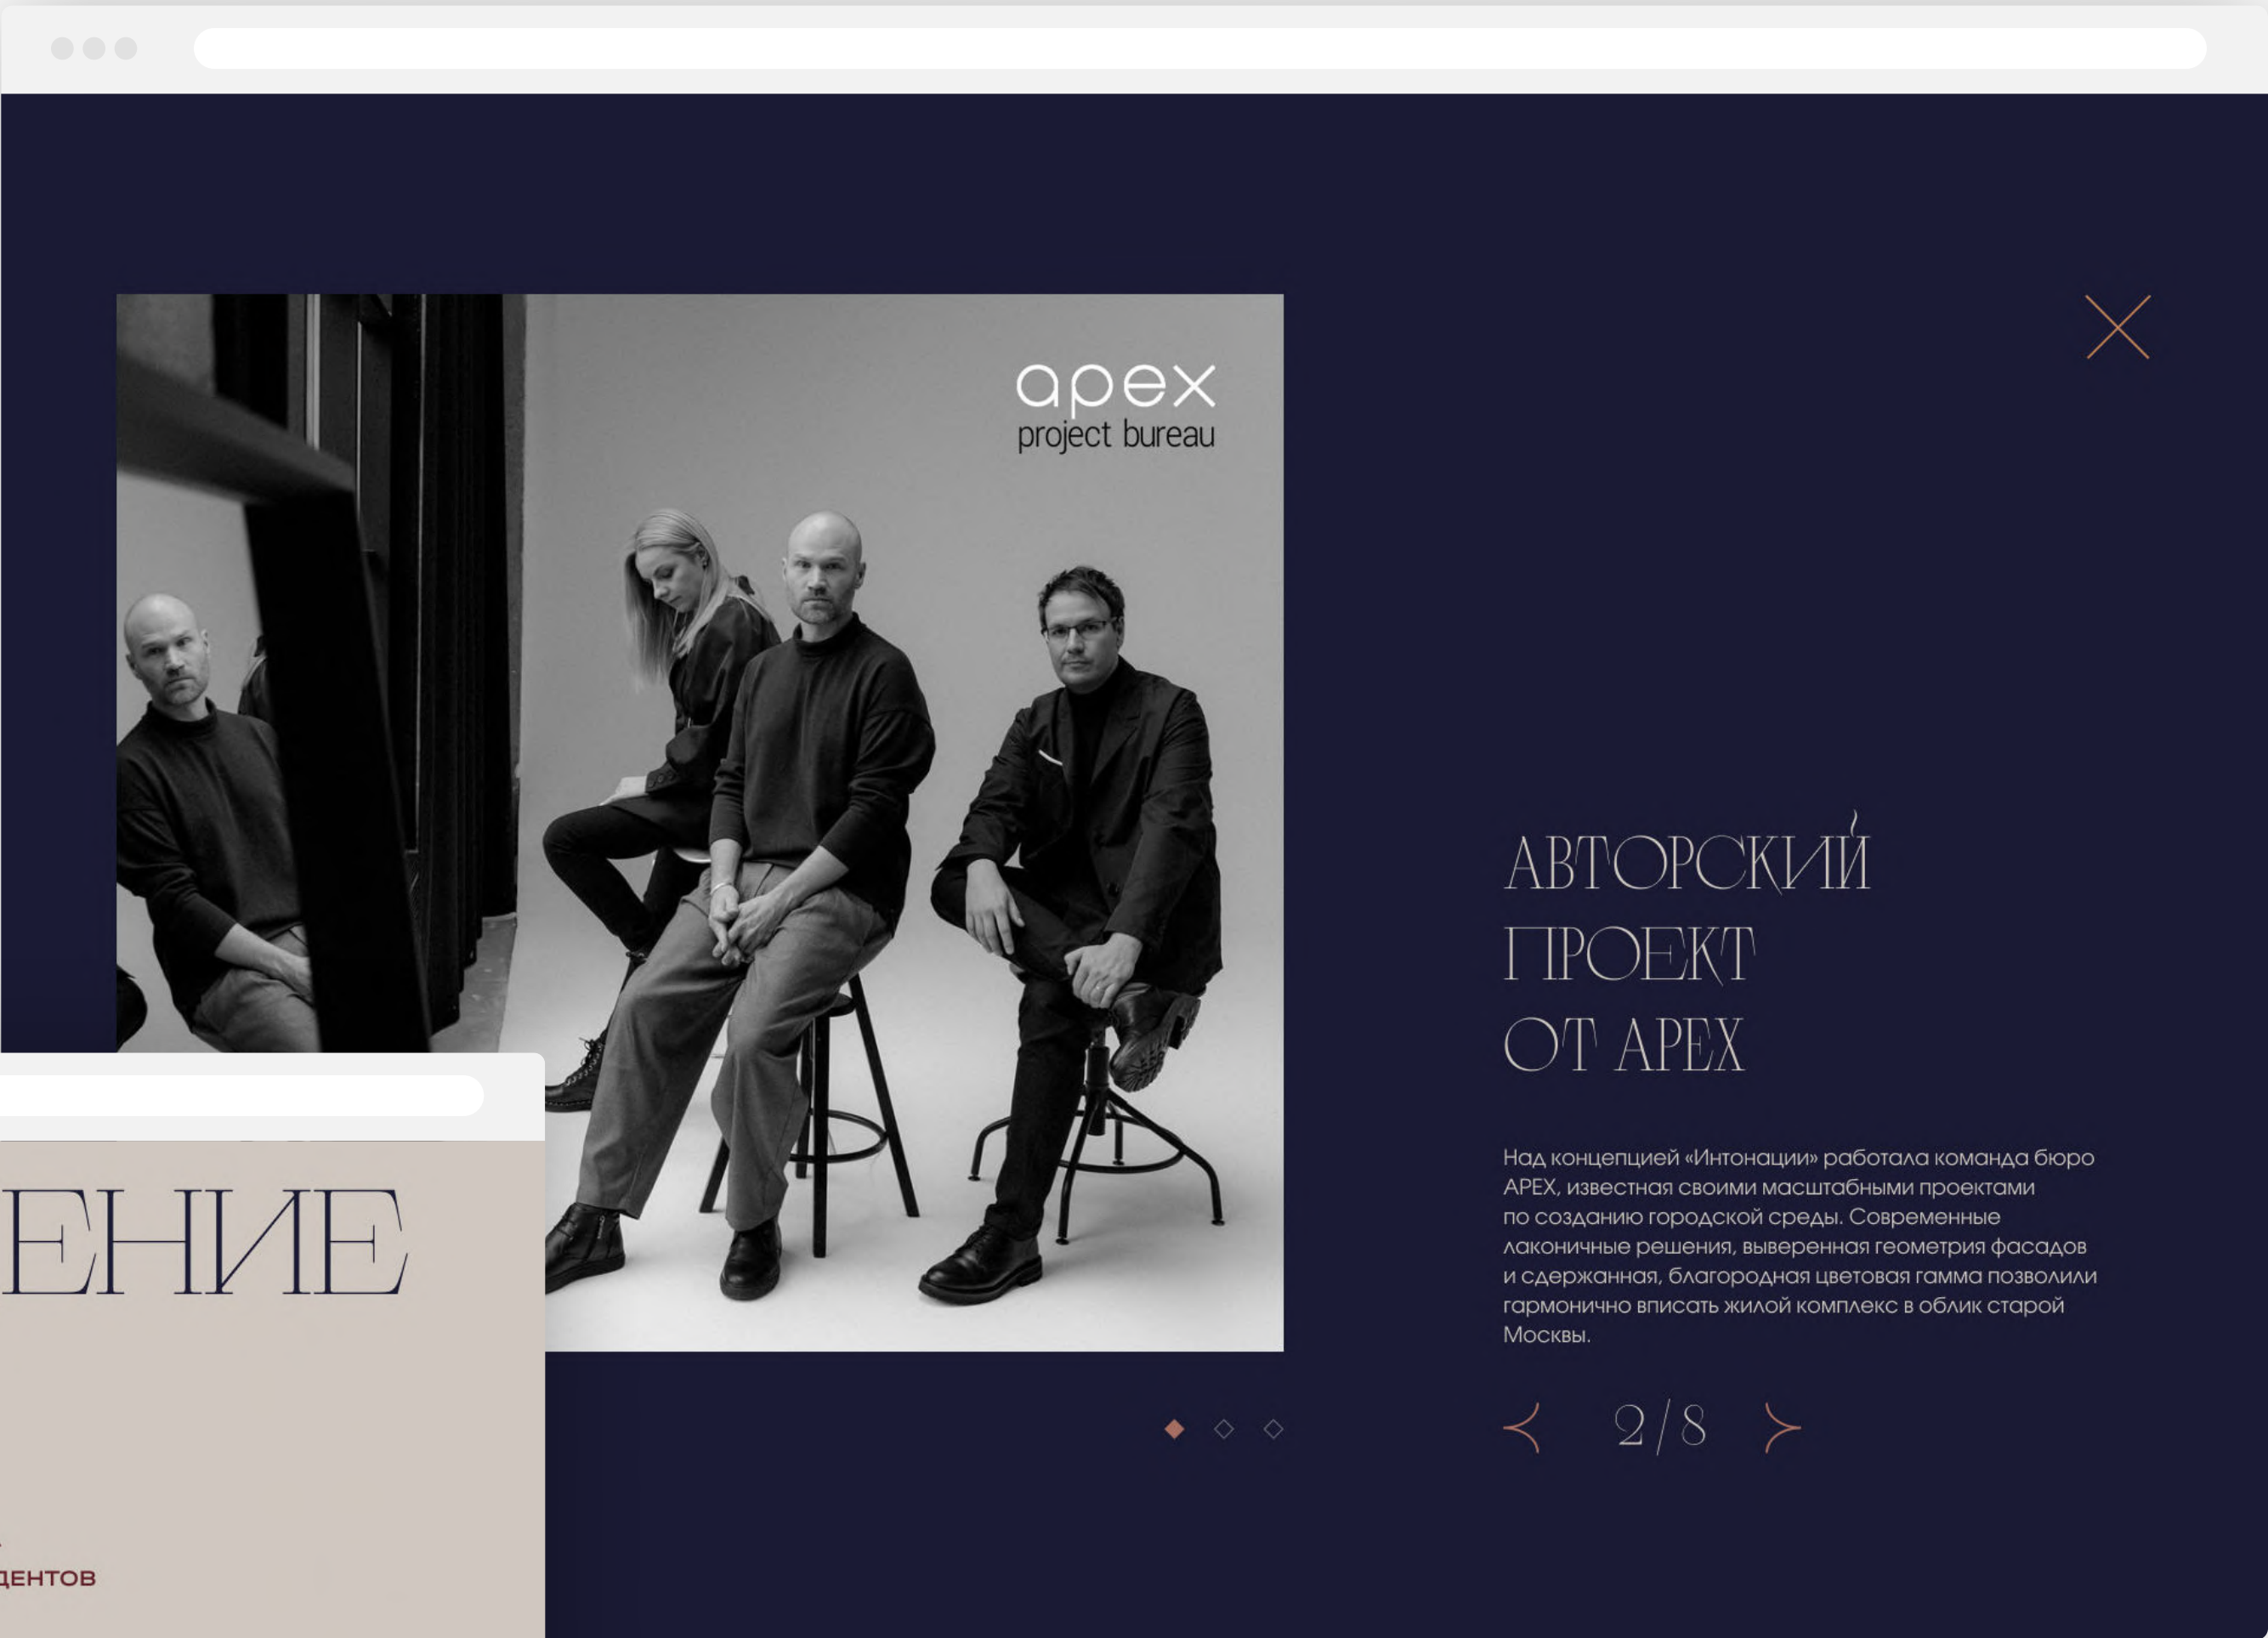 apex
project bureau
АВТОРСКИЙ
ПРОЕКТ
ОТ APEX
Над концепцией «Интонации» работала команда бюро
APEX, известная своими масштабными проектами
по созданию городской среды. Современные
лаконичные решения, выверенная геометрия фасадов
и сдержанная, благородная цветовая гамма позволили
гармонично вписать жилой комплекс в облик старой
Москвы.
2/8
ЕНИЕ
ДЕНТОВ